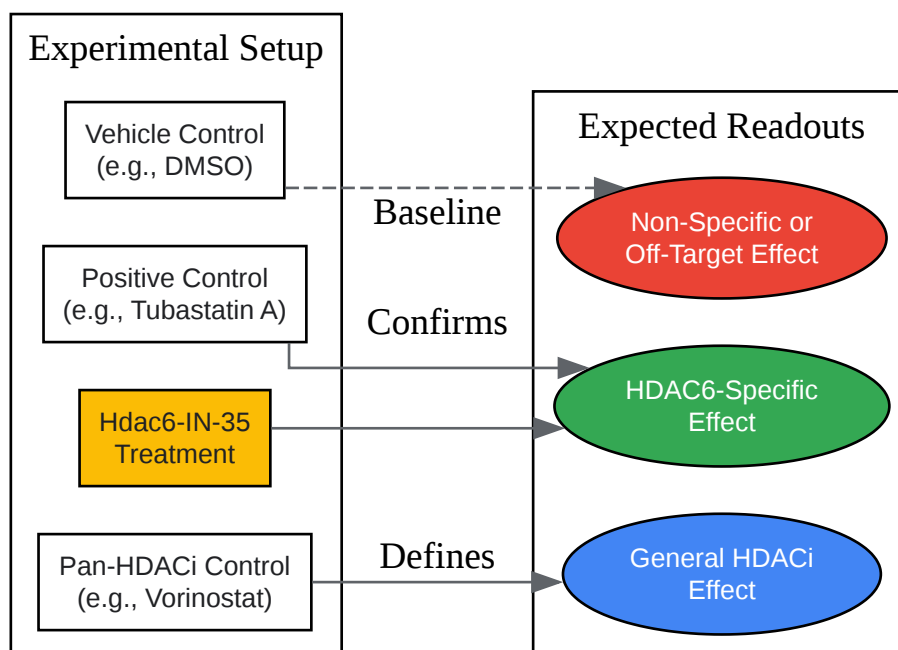 Experimental Setup
Vehicle Control
(e.g., DMSO)
Positive Control
(e.g., Tubastatin A)
Hdac6-IN-35
Treatment
Pan-HDACi Control
(e.g., Vorinostat)
Baseline
Confirms
Defines
Expected Readouts
Non-Specific or
Off-Target Effect
HDAC6-Specific
Effect
General HDACi
Effect